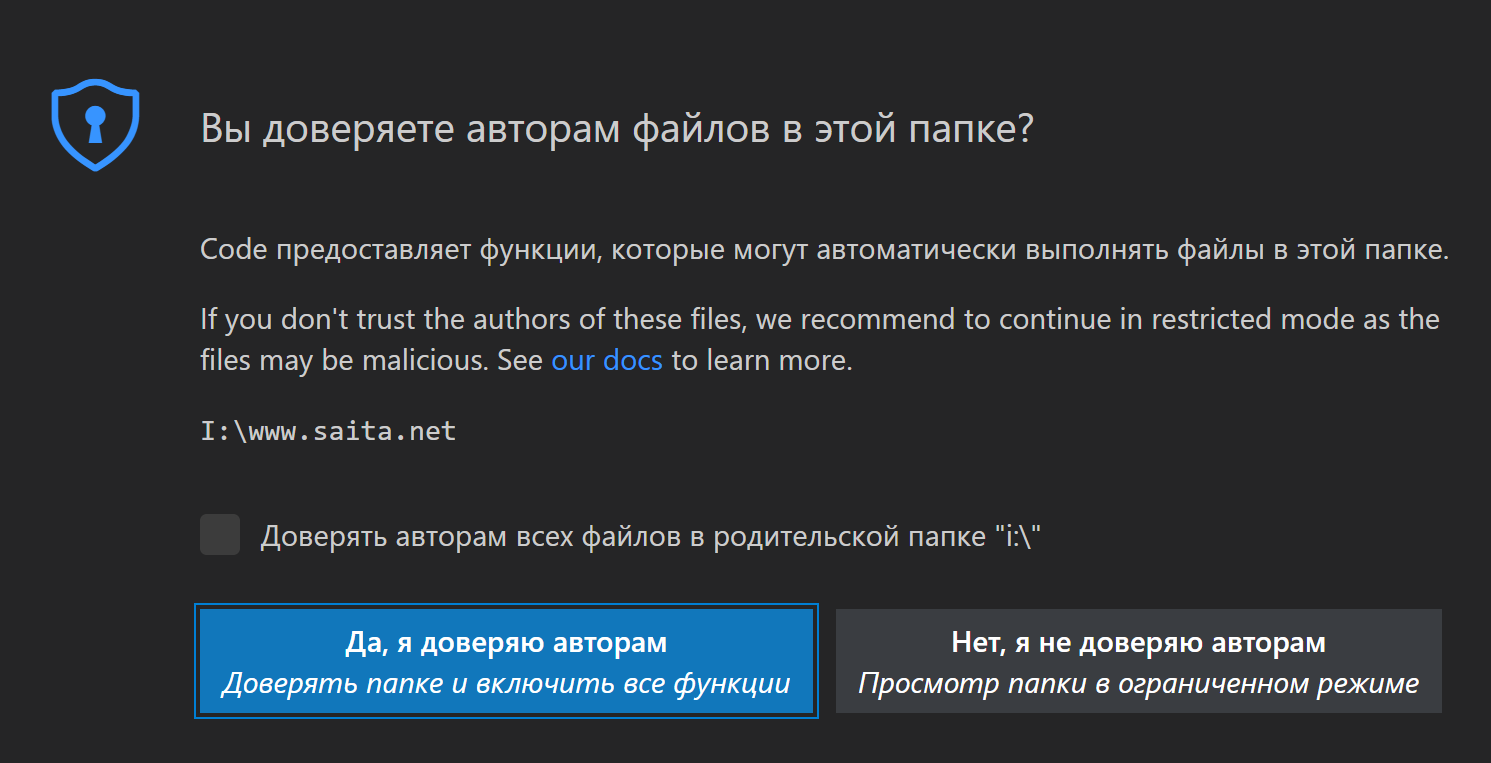 Вы доверяете авторам файлов в этой папке?
Code предоставляет функции, которые могут автоматически выполнять файлы в этой папке.
If you don't trust the authors of these files, we recommend to continue in restricted mode as the
files may be malicious. See our docs to learn more.
I:\www.saita.net
Доверять авторам всех файлов в родительской папке "i:\"
Да, я доверяю авторам
Доверять папке и включить все функции
Нет, я не доверяю авторам
Просмотр папки в ограниченном режиме